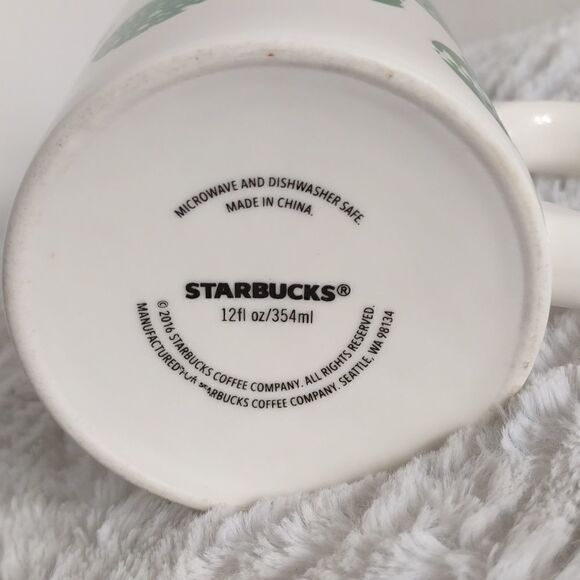 MICROWAVE AND DISHWASHER SAFE.
MADE IN CHINA.
STARBUCKS®
12fl oz/354ml
© 2016 STARBUCKS COFFEE COMPANY. ALL RIGHTS RESERVED.
MANUFACTURED FOR STARBUCKS COFFEE COMPANY. SEATTLE, WA 98134